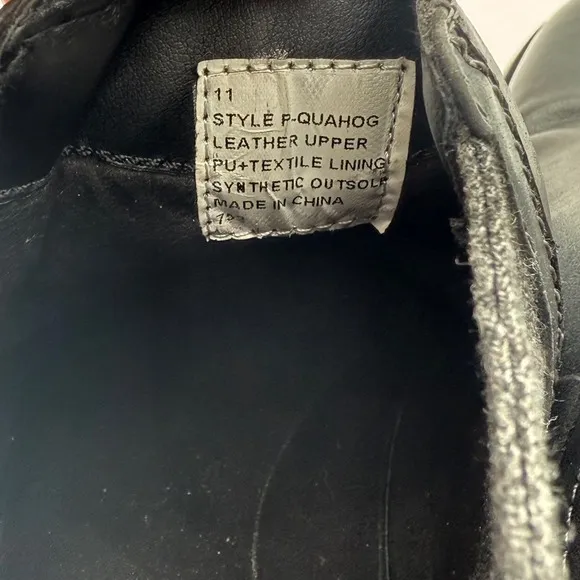 11
STYLE P-QUAHOG
LEATHER UPPER
PU+TEXTILE LINING
SYNTHETIC OUTSOLE
MADE IN CHINA